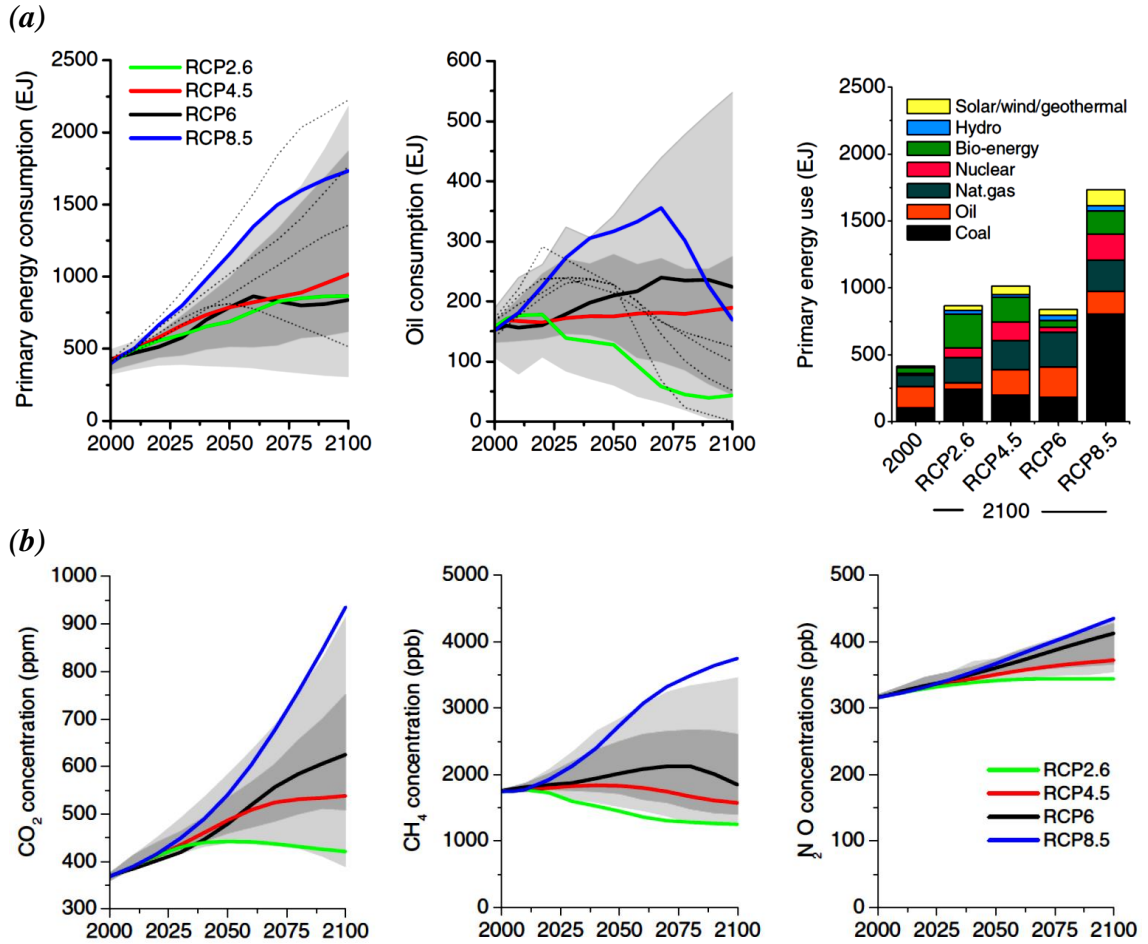 (a)
Primary energy consumption (EJ)
2500
2000
1500
1000
500
0
2000 2025 2050 2075 2100
RCP2.6
RCP4.5
RCP6
RCP8.5
Oil consumption (EJ)
600
500
400
300
200
100
0
2000 2025 2050 2075 2100
Primary energy use (EJ)
2500
2000
1500
1000
500
0
Solar/wind/geothermal
Hydro
Bio-energy
Nuclear
Nat.gas
Oil
Coal
2000 RCP2.6 RCP4.5 RCP6 RCP8.5
2100
(b)
CO2 concentration (ppm)
1000
900
800
700
600
500
400
300
2000 2025 2050 2075 2100
CH4 concentration (ppb)
5000
4000
3000
2000
1000
0
2000 2025 2050 2075 2100
N2O concentrations (ppb)
500
400
300
200
100
0
2000 2025 2050 2075 2100
RCP2.6
RCP4.5
RCP6
RCP8.5